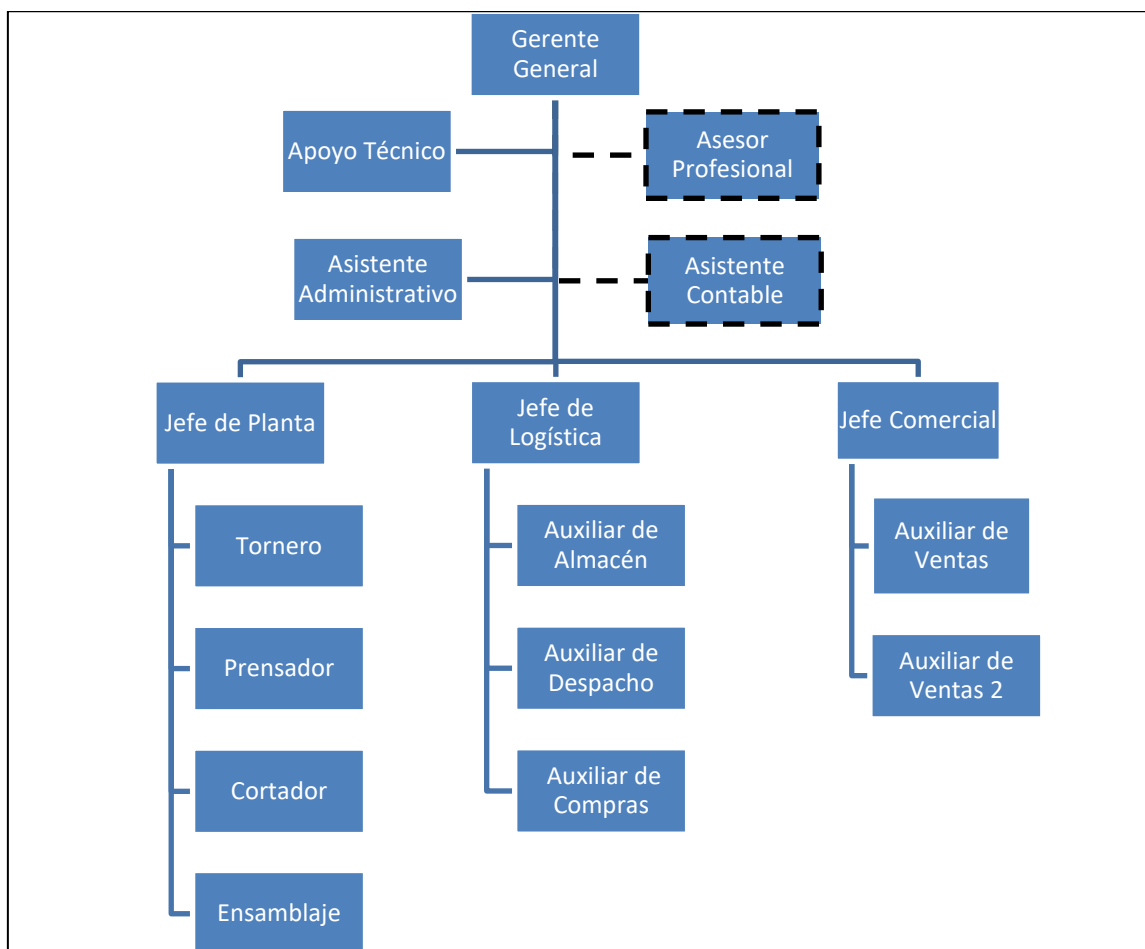 Gerente
General
Apoyo Técnico
Asesor
Profesional
Asistente
Administrativo
Asistente
Contable
Jefe de Planta
Jefe de
Logística
Jefe Comercial
Tornero
Auxiliar de
Almacén
Auxiliar de
Ventas
Prensador
Auxiliar de
Despacho
Auxiliar de
Ventas 2
Cortador
Auxiliar de
Compras
Ensamblaje